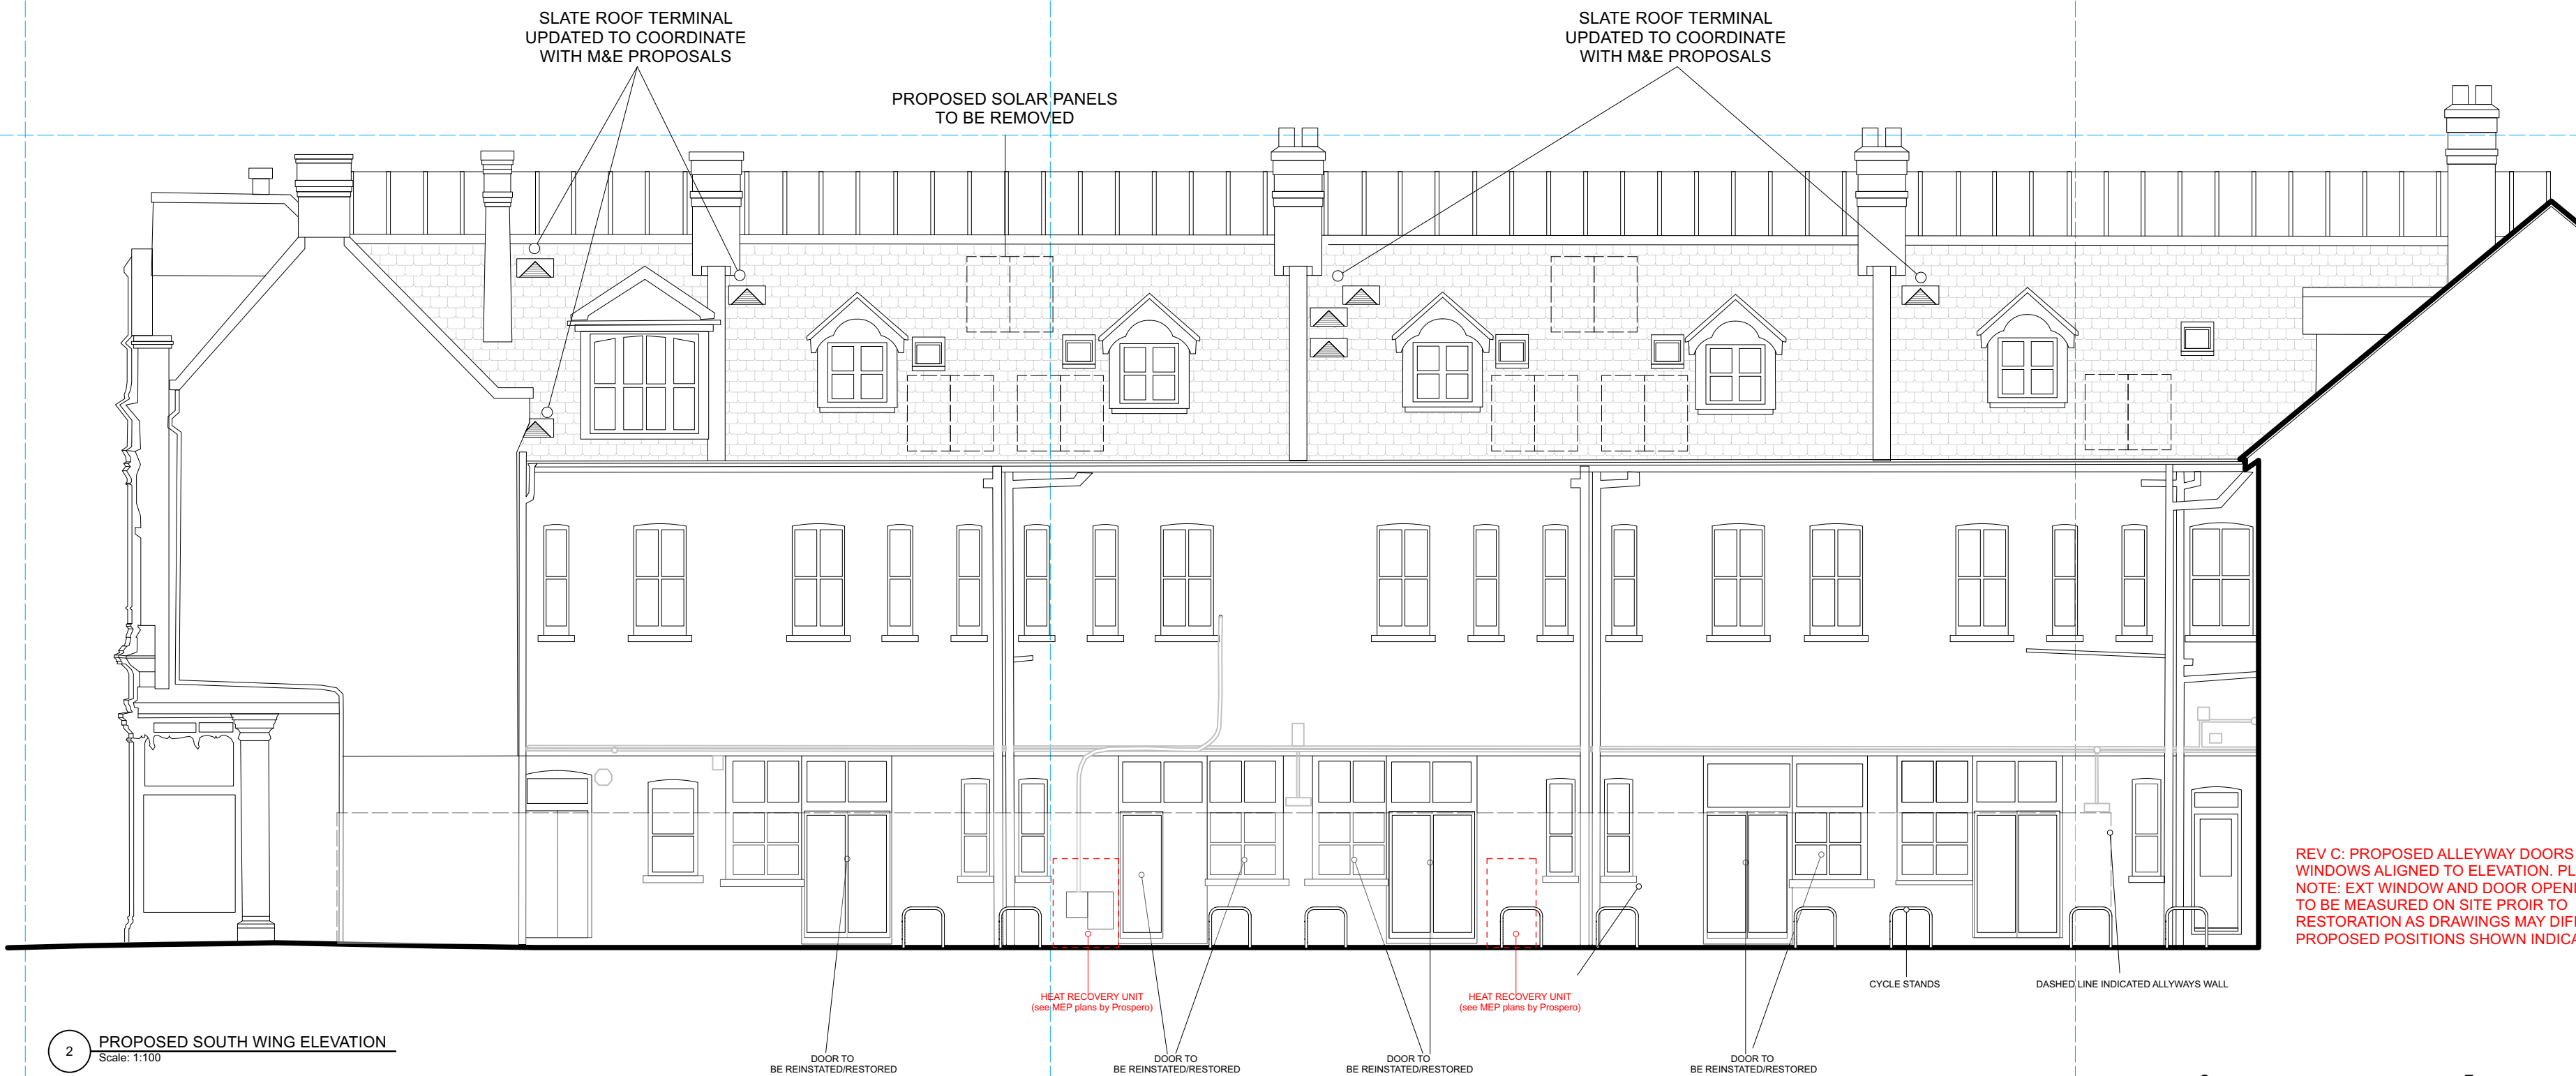 SLATE ROOF TERMINAL
UPDATED TO COORDINATE
WITH M&E PROPOSALS
SLATE ROOF TERMINAL
UPDATED TO COORDINATE
WITH M&E PROPOSALS
PROPOSED SOLAR PANELS
TO BE REMOVED
REV C: PROPOSED ALLEYWAY DOORS
WINDOWS ALIGNED TO ELEVATION.
NOTE: EXT WINDOW AND DOOR
TO BE MEASURED ON SITE PROIR TO
RESTORATION AS DRAWINGS MAY
PROPOSED POSITIONS SHOWN
CYCLE STANDS
DASHED LINE INDICATED ALLYWAYS WALL
HEAT RECOVERY UNIT
(see MEP plans by Prospero)
HEAT RECOVERY UNIT
(see MEP plans by Prospero)
2
PROPOSED SOUTH WING ELEVATION
Scale: 1:100
DOOR TO
BE REINSTATED/RESTORED
DOOR TO
BE REINSTATED/RESTORED
DOOR TO
BE REINSTATED/RESTORED
DOOR TO
BE REINSTATED/RESTORED